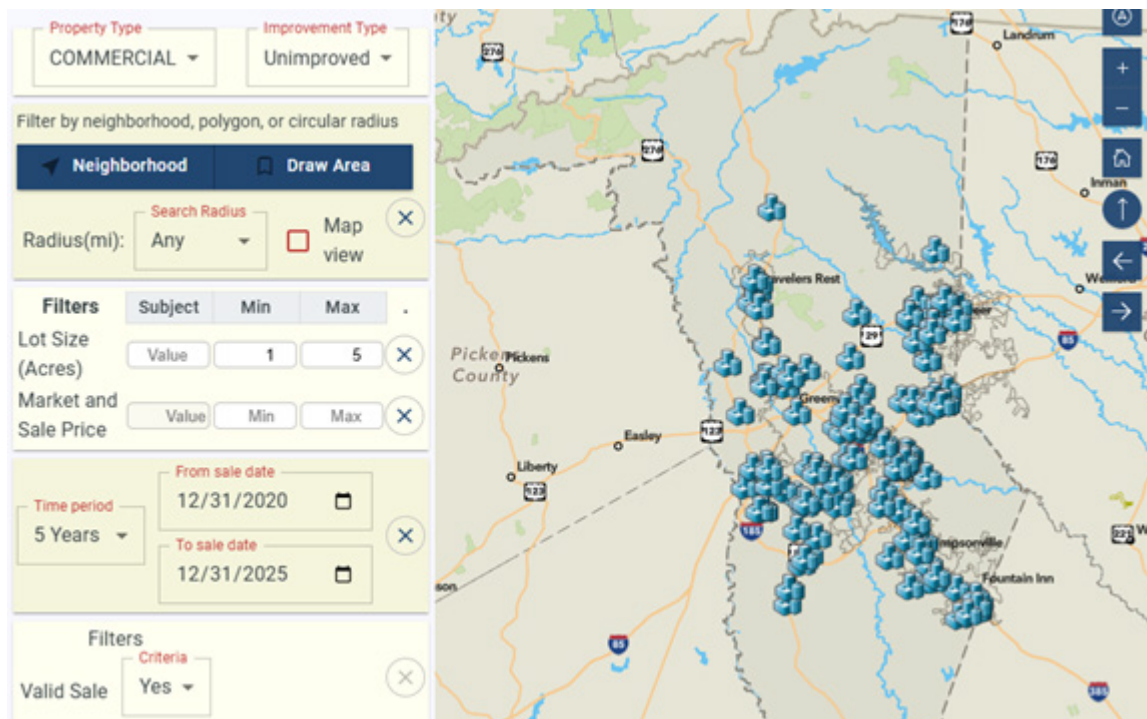 Property Type
COMMERCIAL
Improvement Type
Unimproved
Filter by neighborhood, polygon, or circular radius
Neighborhood
Draw Area
Radius(mi):
Search Radius
Any
Map
view
Filters
Subject
Min
Max
.
Lot Size
(Acres)
Value
1
5
Market and
Sale Price
Value
Min
Max
Time period
5 Years
From sale date
12/31/2020
To sale date
12/31/2025
Filters
Valid Sale
Criteria
Yes
176
Landrum
276
276
176
Inman
Travelers Rest
129
85
Pickens
County
Pickens
Easley
123
Liberty
123
185
85
Fountain Inn
221
385
A
+
−